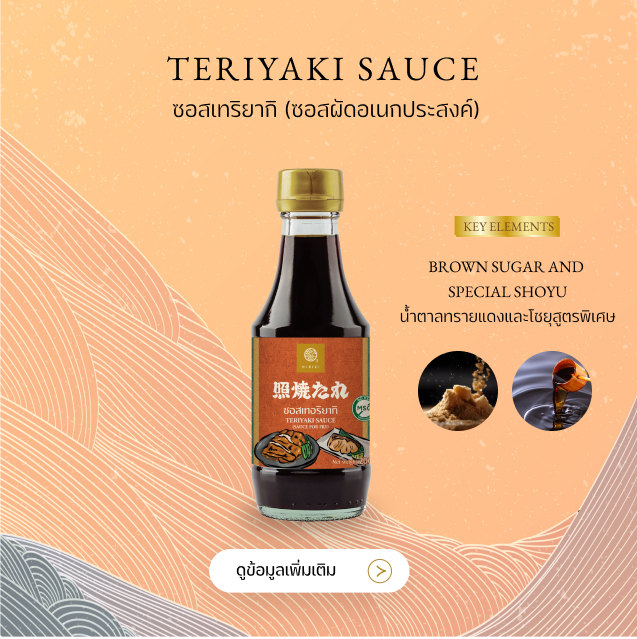 TERIYAKI SAUCE
ซอสเทริยากิ (ซอสผัดอเนกประสงค์)
KEY ELEMENTS
BROWN SUGAR AND
SPECIAL SHOYU
น้ำตาลทรายแดงและโชยุสูตรพิเศษ
照焼たれ
ซอสเทอริยากิ
TERIYAKI SAUCE
(SAUCE FOR FRY)
ดูข้อมูลเพิ่มเติม